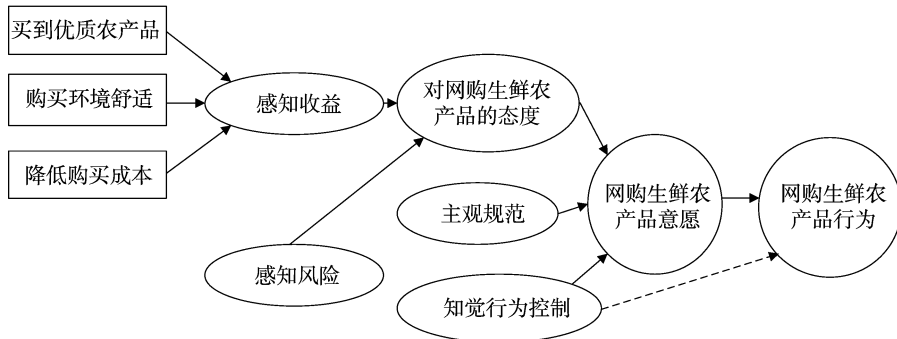 买到优质农产品
购买环境舒适
降低购买成本
感知收益
感知风险
对网购生鲜农
产品的态度
主观规范
知觉行为控制
网购生鲜农
产品意愿
网购生鲜农
产品行为